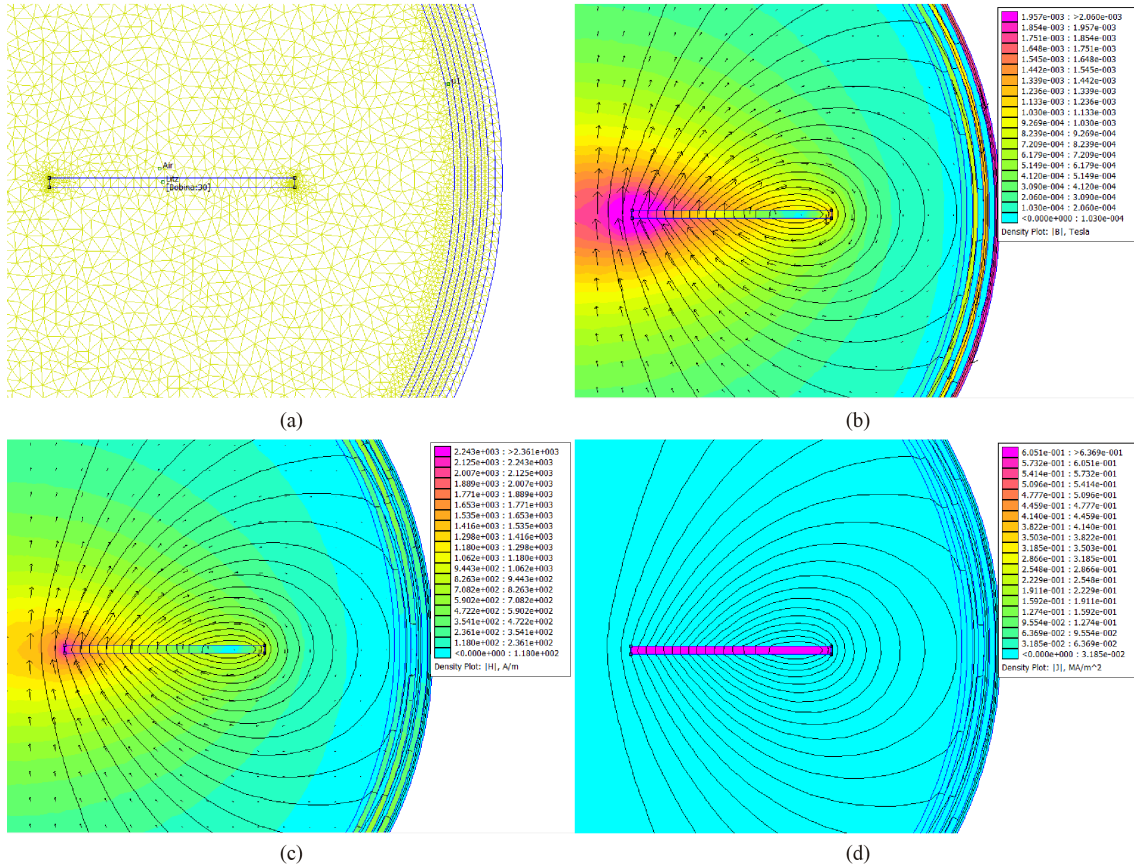 Air
Litz
[Bobina:30]
(a)
1.957e-003 : >2.060e-003
1.854e-003 : 1.957e-003
1.751e-003 : 1.854e-003
1.648e-003 : 1.751e-003
1.545e-003 : 1.648e-003
1.442e-003 : 1.545e-003
1.339e-003 : 1.442e-003
1.236e-003 : 1.339e-003
1.133e-003 : 1.236e-003
1.030e-003 : 1.133e-003
9.269e-004 : 1.030e-003
8.239e-004 : 9.269e-004
7.209e-004 : 8.239e-004
6.179e-004 : 7.209e-004
5.149e-004 : 6.179e-004
4.120e-004 : 5.149e-004
3.090e-004 : 4.120e-004
2.060e-004 : 3.090e-004
1.030e-004 : 2.060e-004
<0.000e+000 : 1.030e-004
Density Plot: |B|, Tesla
(b)
2.243e+003 : >2.361e+003
2.125e+003 : 2.243e+003
2.007e+003 : 2.125e+003
1.889e+003 : 2.007e+003
1.771e+003 : 1.889e+003
1.653e+003 : 1.771e+003
1.535e+003 : 1.653e+003
1.416e+003 : 1.535e+003
1.298e+003 : 1.416e+003
1.180e+003 : 1.298e+003
1.062e+003 : 1.180e+003
9.443e+002 : 1.062e+003
8.263e+002 : 9.443e+002
7.082e+002 : 8.263e+002
5.902e+002 : 7.082e+002
4.722e+002 : 5.902e+002
3.541e+002 : 4.722e+002
2.361e+002 : 3.541e+002
1.180e+002 : 2.361e+002
<0.000e+000 : 1.180e+002
Density Plot: |H|, A/m
(c)
6.051e-001 : >6.369e-001
5.732e-001 : 6.051e-001
5.414e-001 : 5.732e-001
5.096e-001 : 5.414e-001
4.777e-001 : 5.096e-001
4.459e-001 : 4.777e-001
4.140e-001 : 4.459e-001
3.822e-001 : 4.140e-001
3.503e-001 : 3.822e-001
3.185e-001 : 3.503e-001
2.866e-001 : 3.185e-001
2.548e-001 : 2.866e-001
2.229e-001 : 2.548e-001
1.911e-001 : 2.229e-001
1.592e-001 : 1.911e-001
1.274e-001 : 1.592e-001
9.554e-002 : 1.274e-001
6.369e-002 : 9.554e-002
3.185e-002 : 6.369e-002
<0.000e+000 : 3.185e-002
Density Plot: |J|, MA/m^2
(d)